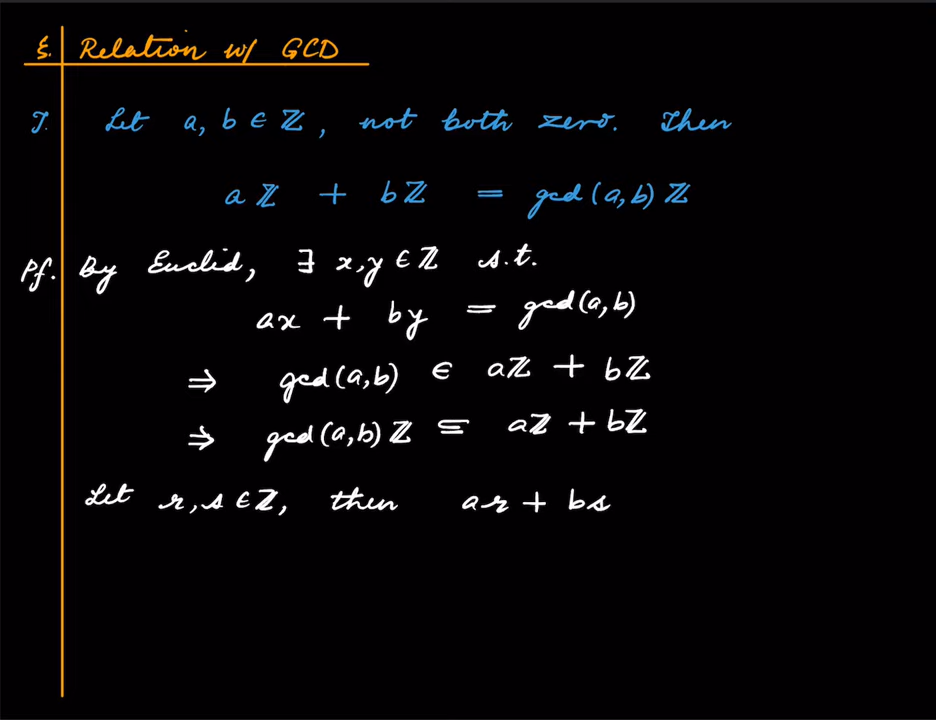 §. Relation w/ GCD
T. Let a, b ∈ ℤ, not both zero. Then
aℤ + bℤ = gcd(a, b)ℤ
Pf. By Euclid, ∃ x, y ∈ ℤ s.t.
ax + by = gcd(a, b)
⇒ gcd(a, b) ∈ aℤ + bℤ
⇒ gcd(a, b)ℤ ⊆ aℤ + bℤ
Let r, s ∈ ℤ, then ar + bs